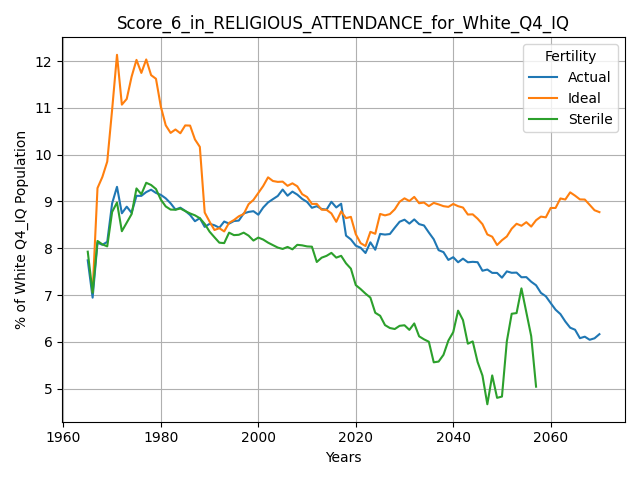 Score_6_in_RELIGIOUS_ATTENDANCE_for_White_Q4_IQ
% of White Q4_IQ Population
12
11
10
9
8
7
6
5
Fertility
Actual
Ideal
Sterile
1960 1980 2000 2020 2040 2060
Years